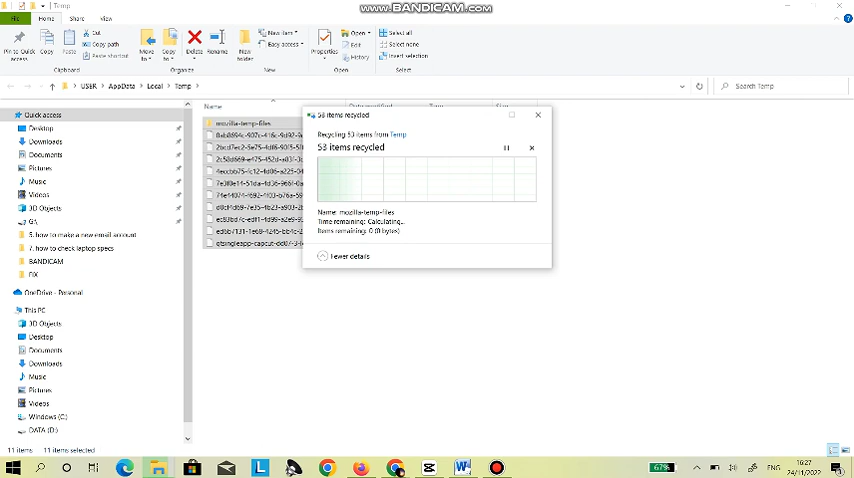 Temp
www.BANDICAM.com
File
Home
Share
View
Pin to Quick access
Copy
Paste
Cut
Copy path
Paste shortcut
Move to
Copy to
Delete
Rename
New folder
New item
Easy access
Properties
Open
Edit
History
Select all
Select none
Invert selection
Clipboard
Organize
New
Open
Select
USER > AppData > Local > Temp >
Search Temp
Name
Quick access
Desktop
Downloads
Documents
Pictures
Music
Videos
3D Objects
G:\
5. how to make a new email account
7. how to check laptop specs
BANDICAM
FIX
OneDrive - Personal
This PC
3D Objects
Desktop
Documents
Downloads
Music
Pictures
Videos
Windows (C:)
DATA (D:)
mozilla-temp-files
53 items recycled
Recycling 53 items from Temp
53 items recycled
Name: mozilla-temp-files
Time remaining: Calculating...
Items remaining: 0 (0 bytes)
Fewer details
11 items
11 items selected
67%
ENG
16:27
24/11/2022